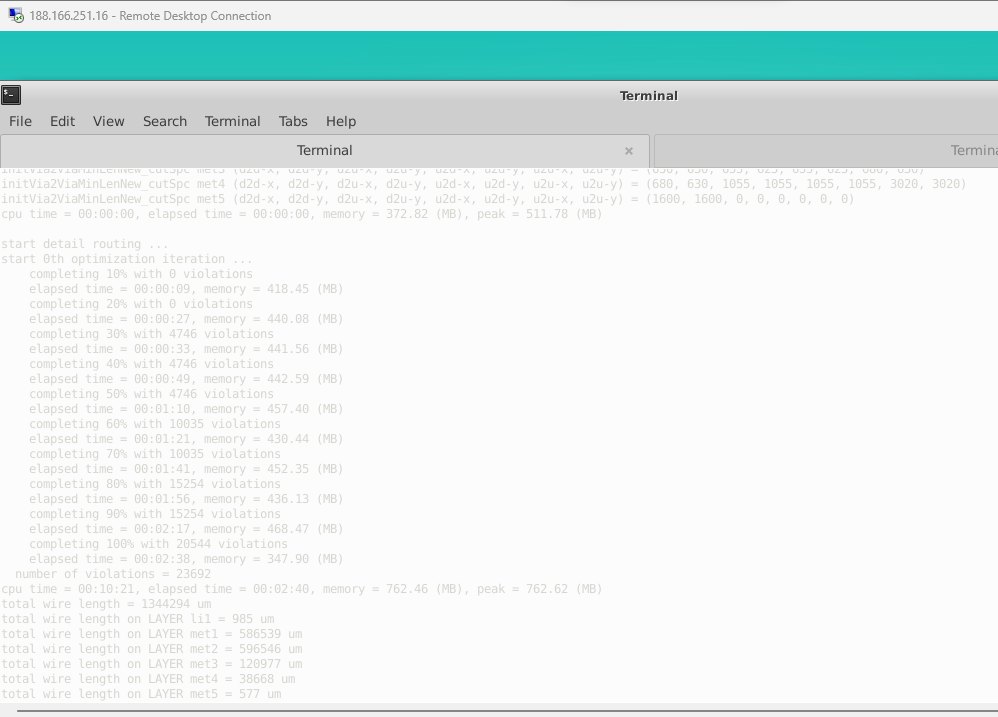 188.166.251.16 - Remote Desktop Connection
Terminal
File Edit View Search Terminal Tabs Help
Terminal
initVia2ViaMinLenNew_cutSpc met3 (d2d-x, d2d-y, d2u-x, d2u-y, u2d-x, u2d-y, u2u-x, u2u-y) =
initVia2ViaMinLenNew_cutSpc met4 (d2d-x, d2d-y, d2u-x, d2u-y, u2d-x, u2d-y, u2u-x, u2u-y) = (680, 630, 1055, 1055, 1055, 1055, 3020, 3020)
initVia2ViaMinLenNew_cutSpc met5 (d2d-x, d2d-y, d2u-x, d2u-y, u2d-x, u2d-y, u2u-x, u2u-y) = (1600, 1600, 0, 0, 0, 0, 0, 0)
cpu time = 00:00:00, elapsed time = 00:00:00, memory = 372.82 (MB), peak = 511.78 (MB)
start detail routing ...
start 0th optimization iteration ...
completing 10% with 0 violations
elapsed time = 00:00:09, memory = 418.45 (MB)
completing 20% with 0 violations
elapsed time = 00:00:27, memory = 440.08 (MB)
completing 30% with 4746 violations
elapsed time = 00:00:33, memory = 441.56 (MB)
completing 40% with 4746 violations
elapsed time = 00:00:49, memory = 442.59 (MB)
completing 50% with 4746 violations
elapsed time = 00:01:10, memory = 457.40 (MB)
completing 60% with 10035 violations
elapsed time = 00:01:21, memory = 430.44 (MB)
completing 70% with 10035 violations
elapsed time = 00:01:41, memory = 452.35 (MB)
completing 80% with 15254 violations
elapsed time = 00:01:56, memory = 436.13 (MB)
completing 90% with 15254 violations
elapsed time = 00:02:17, memory = 468.47 (MB)
completing 100% with 20544 violations
elapsed time = 00:02:38, memory = 347.90 (MB)
number of violations = 23692
cpu time = 00:10:21, elapsed time = 00:02:40, memory = 762.46 (MB), peak = 762.62 (MB)
total wire length = 1344294 um
total wire length on LAYER li1 = 985 um
total wire length on LAYER met1 = 586539 um
total wire length on LAYER met2 = 596546 um
total wire length on LAYER met3 = 120977 um
total wire length on LAYER met4 = 38668 um
total wire length on LAYER met5 = 577 um